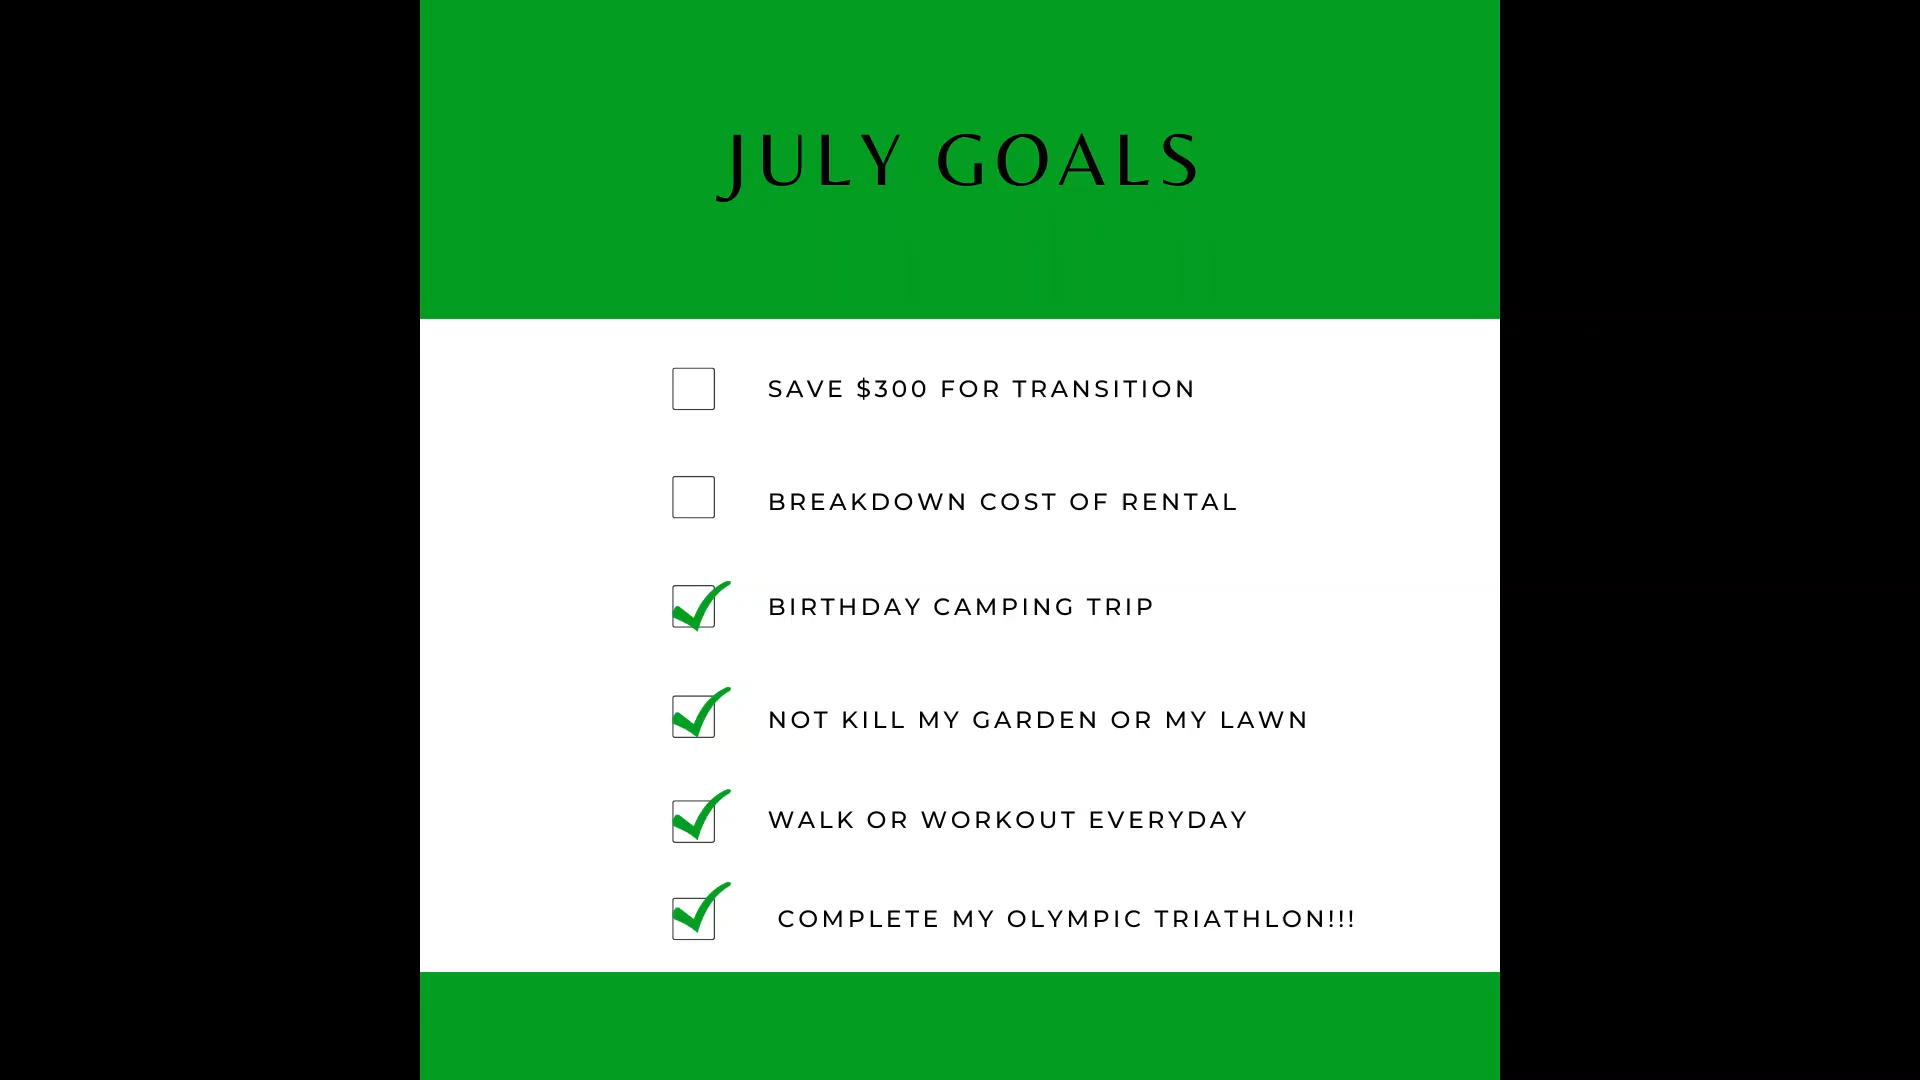 JULY GOALS
SAVE $300 FOR TRANSITION
BREAKDOWN COST OF RENTAL
BIRTHDAY CAMPING TRIP
NOT KILL MY GARDEN OR MY LAWN
WALK OR WORKOUT EVERYDAY
COMPLETE MY OLYMPIC TRIATHLON!!!